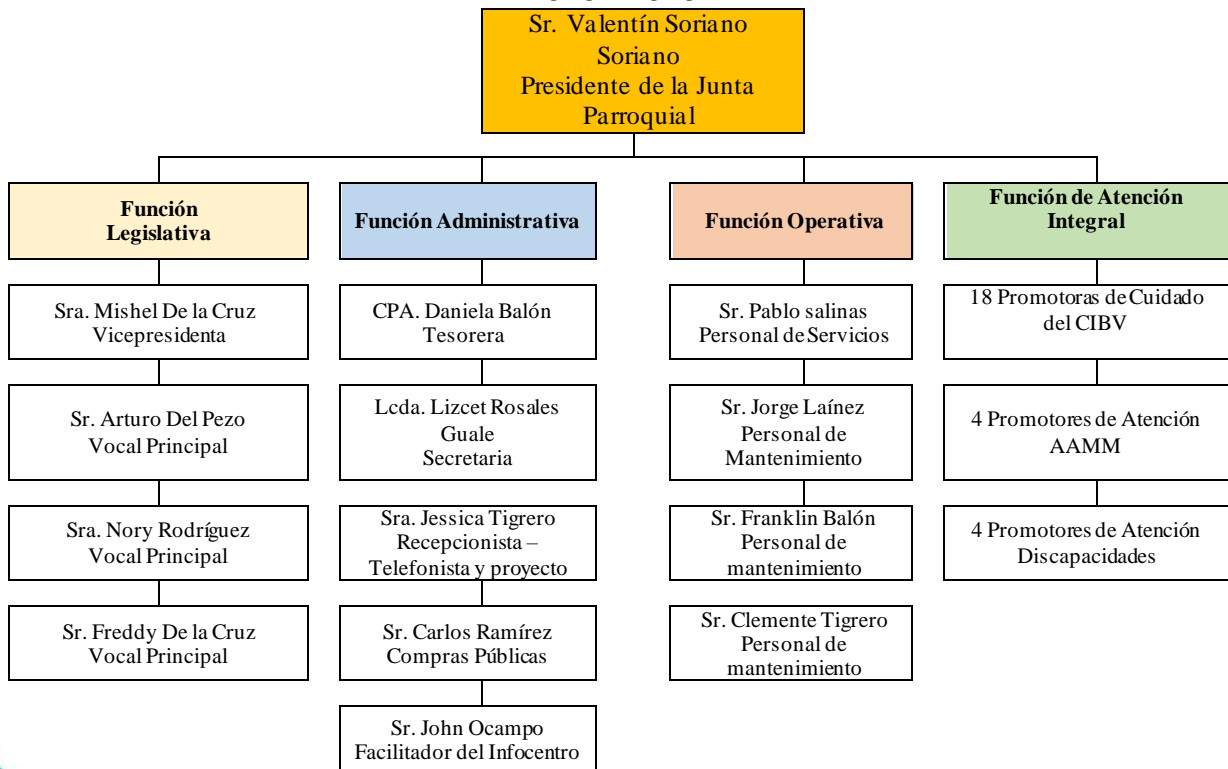 Sr. Valentín Soriano
Soriano
Presidente de la Junta
Parroquial
Función
Legislativa
Sra. Mishel De la Cruz
Vicepresidenta
Sr. Arturo Del Pezo
Vocal Principal
Sra. Nory Rodríguez
Vocal Principal
Sr. Freddy De la Cruz
Vocal Principal
Función Administrativa
CPA. Daniela Balón
Tesorera
Lcda. Lizcet Rosales
Guale
Secretaria
Sra. Jessica Tigrero
Recepcionista –
Telefonista y proyecto
Sr. Carlos Ramírez
Compras Públicas
Sr. John Ocampo
Facilitador del Infocentro
Función Operativa
Sr. Pablo salinas
Personal de Servicios
Sr. Jorge Laínez
Personal de
Mantenimiento
Sr. Franklin Balón
Personal de
mantenimiento
Sr. Clemente Tigrero
Personal de
mantenimiento
Función de Atención
Integral
18 Promotoras de Cuidado
del CIBV
4 Promotores de Atención
AAMM
4 Promotores de Atención
Discapacidades